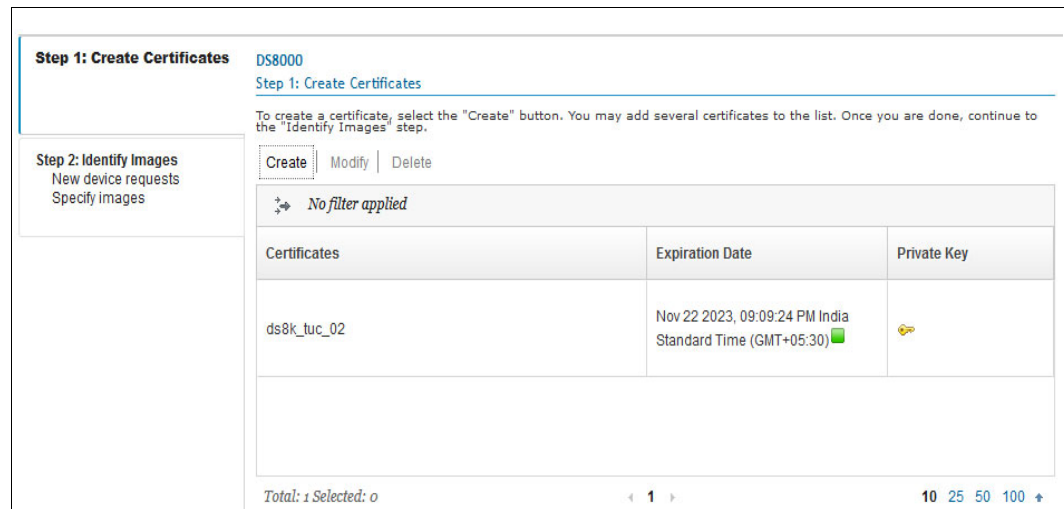 Step 1: Create Certificates
Step 2: Identify Images
New device requests
Specify images
DS8000
Step 1: Create Certificates
To create a certificate, select the "Create" button. You may add several certificates to the list. Once you are done, continue to
the "Identify Images" step.
Create Modify Delete
No filter applied
Certificates Expiration Date Private Key
ds8k_tuc_02 Nov 22 2023, 09:09:24 PM India
Standard Time (GMT+05:30)
Total: 1 Selected: 0 1 10 25 50 100